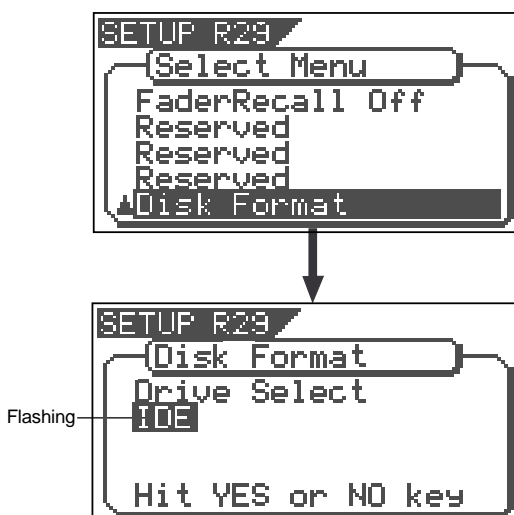 SETUP R29
Select Menu
FaderRecall Off
Reserved
Reserved
Reserved
▲Disk Format
SETUP R29
Disk Format
Drive Select
Flashing
IDE
Hit YES or NO key